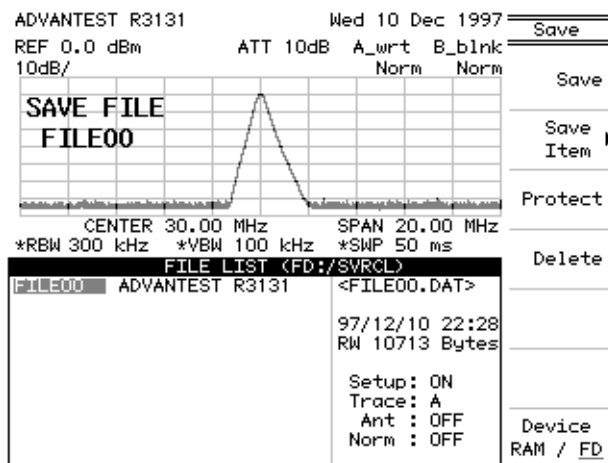 ADVANTEST R3131 Wed 10 Dec 1997
REF 0.0 dBm ATT 10dB A_wrt B_blnk
10dB/ Norm Norm
SAVE FILE
FILE00
CENTER 30.00 MHz SPAN 20.00 MHz
*RBW 300 kHz *VBW 100 kHz *SWP 50 ms
FILE LIST (FD:/SVRCL)
FILE00 ADVANTEST R3131 <FILE00.DAT>
97/12/10 22:28
RW 10713 Bytes
Setup: ON
Trace: A
Ant : OFF
Norm : OFF
Save
Save
Save
Item
Protect
Delete
Device
RAM / FD